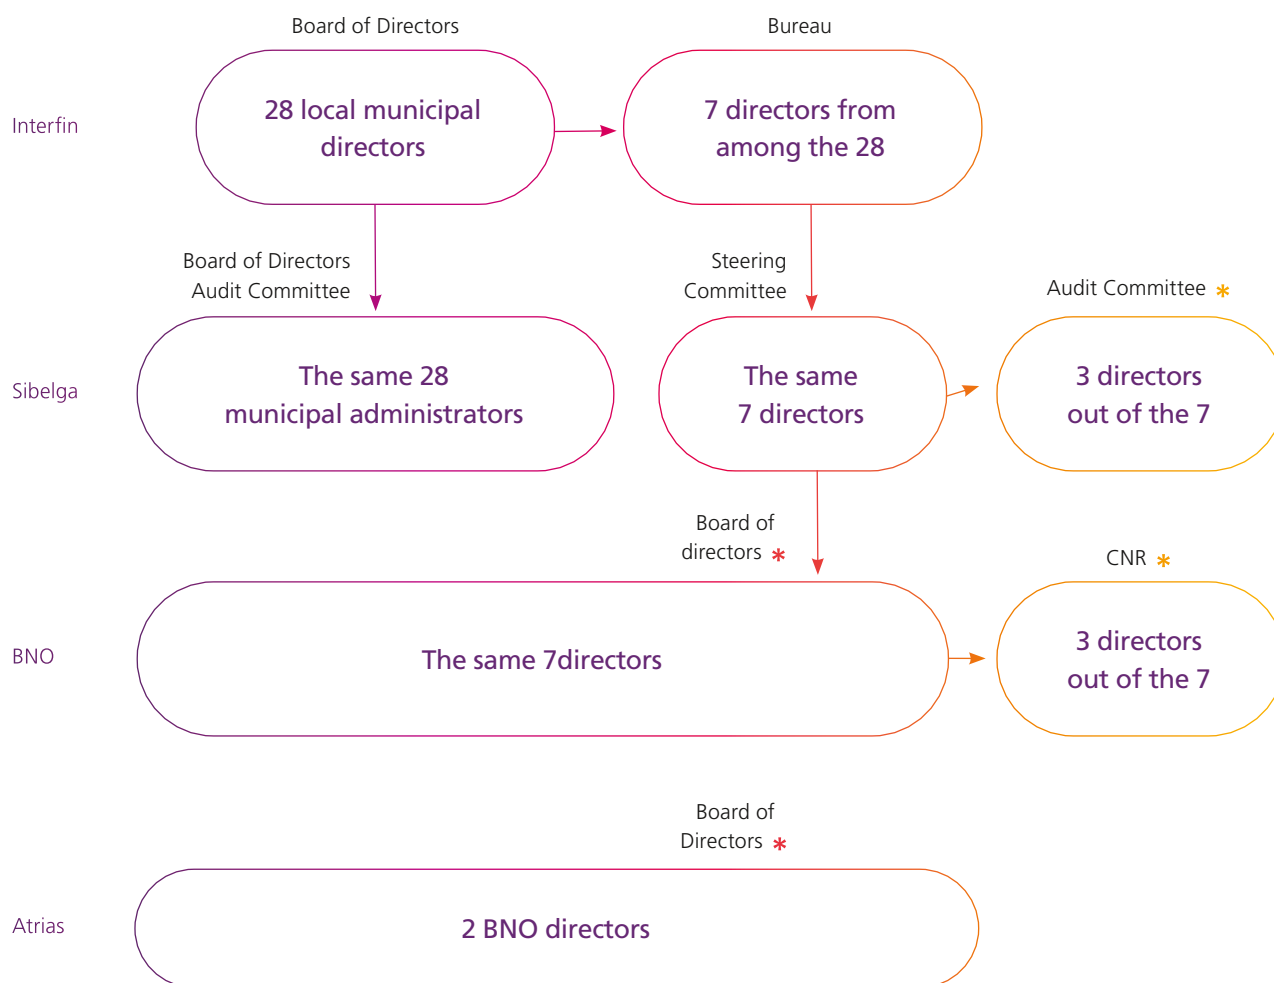 Board of Directors
Bureau
Interfin
28 local municipal
directors
7 directors from
among the 28
Board of Directors
Audit Committee
Steering
Committee
Audit Committee *
Sibelga
The same 28
municipal administrators
The same
7 directors
3 directors
out of the 7
Board of
directors *
CNR *
BNO
The same 7directors
3 directors
out of the 7
Board of
Directors *
Atrias
2 BNO directors